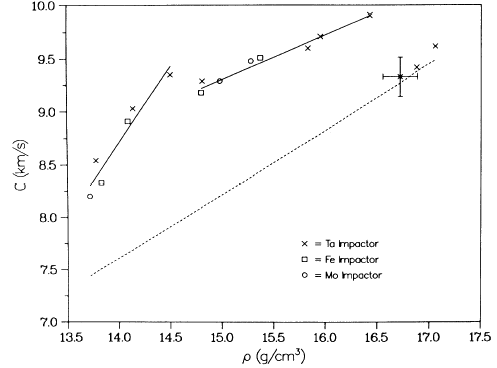 10.0
9.5
9.0
8.5
8.0
7.5
7.0
C (km/s)
× = Ta Impactor
□ = Fe Impactor
○ = Mo Impactor
13.5 14.0 14.5 15.0 15.5 16.0 16.5 17.0 17.5
ρ (g/cm³)